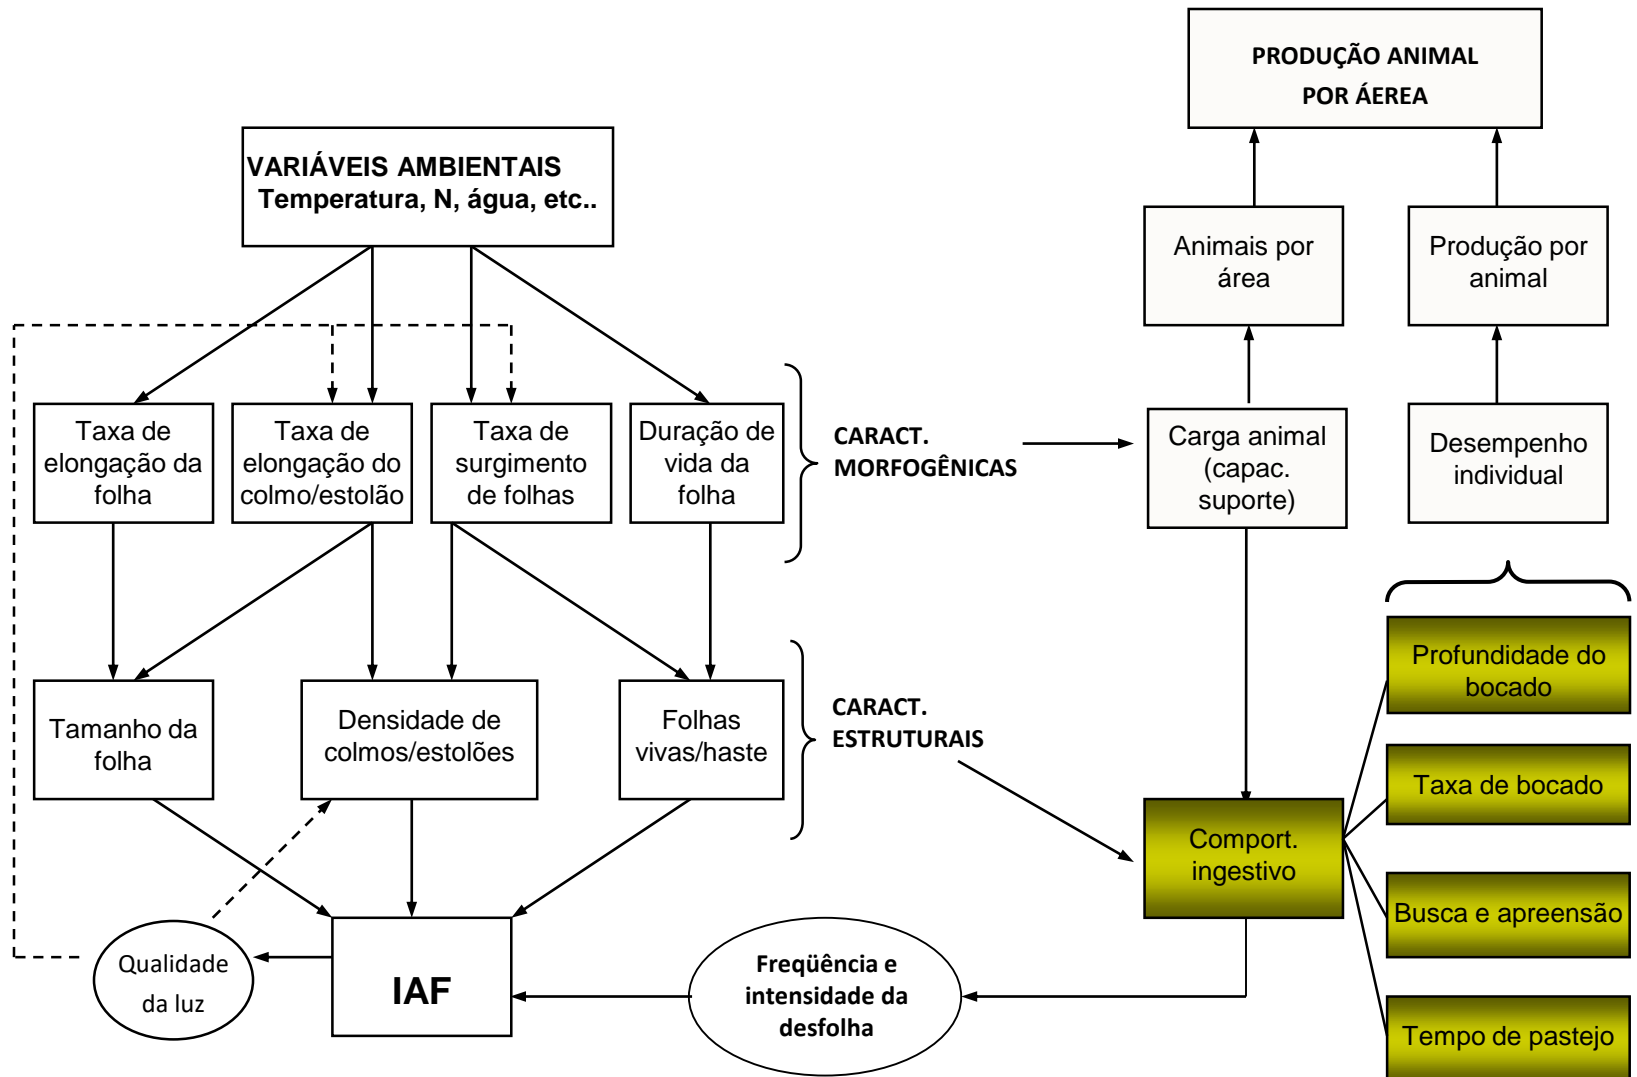 PRODUÇÃO ANIMAL
POR ÁEREA
VARIÁVEIS AMBIENTAIS
Temperatura, N, água, etc..
Animais por
área
Produção por
animal
Taxa de
elongação da
folha
Taxa de
elongação do
colmo/estolão
Taxa de
surgimento
de folhas
Duração de
vida da
folha
CARACT.
MORFOGÊNICAS
Carga animal
(capac.
suporte)
Desempenho
individual
Tamanho da
folha
Densidade de
colmos/estolões
Folhas
vivas/haste
CARACT.
ESTRUTURAIS
Profundidade do
bocado
Taxa de bocado
Comport.
ingestivo
Busca e apreensão
Tempo de pastejo
Qualidade
da luz
IAF
Freqüência e
intensidade da
desfolha